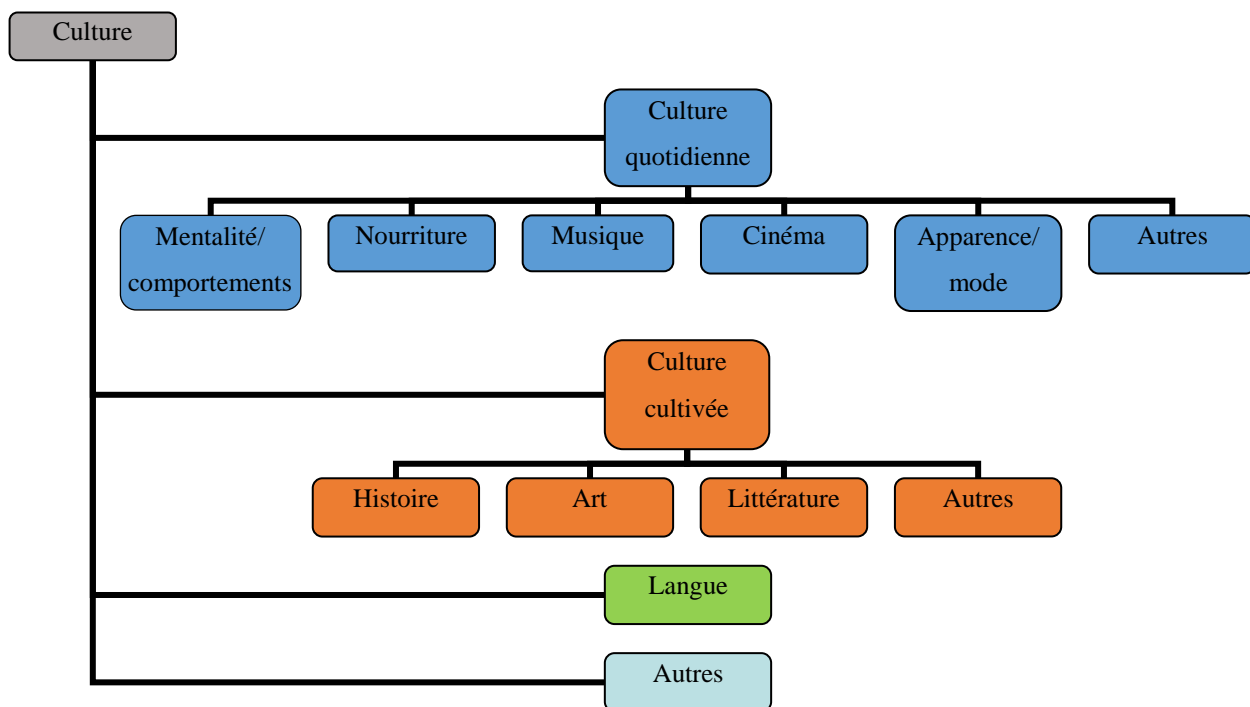 Culture
Culture
quotidienne
Mentalité/
comportements
Nourriture
Musique
Cinéma
Apparence/
mode
Autres
Culture
cultivée
Histoire
Art
Littérature
Autres
Langue
Autres